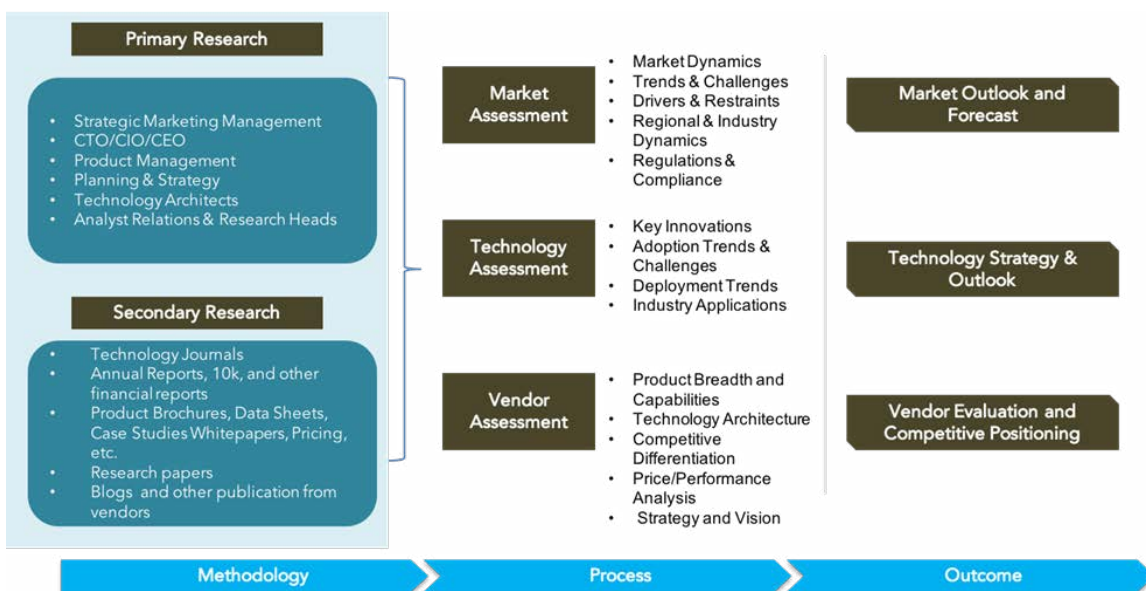 Primary Research
• Strategic Marketing Management
• CTO/CIO/CEO
• Product Management
• Planning & Strategy
• Technology Architects
• Analyst Relations & Research Heads
Secondary Research
• Technology Journals
• Annual Reports, 10k, and other
financial reports
• Product Brochures, Data Sheets,
Case Studies Whitepapers, Pricing,
etc.
• Research papers
• Blogs and other publication from
vendors
Market
Assessment
• Market Dynamics
• Trends & Challenges
• Drivers & Restraints
• Regional & Industry
Dynamics
• Regulations &
Compliance
Technology
Assessment
• Key Innovations
• Adoption Trends &
Challenges
• Deployment Trends
• Industry Applications
Vendor
Assessment
• Product Breadth and
Capabilities
• Technology Architecture
• Competitive
Differentiation
• Price/Performance
Analysis
• Strategy and Vision
Market Outlook and
Forecast
Technology Strategy &
Outlook
Vendor Evaluation and
Competitive Positioning
Methodology
Process
Outcome